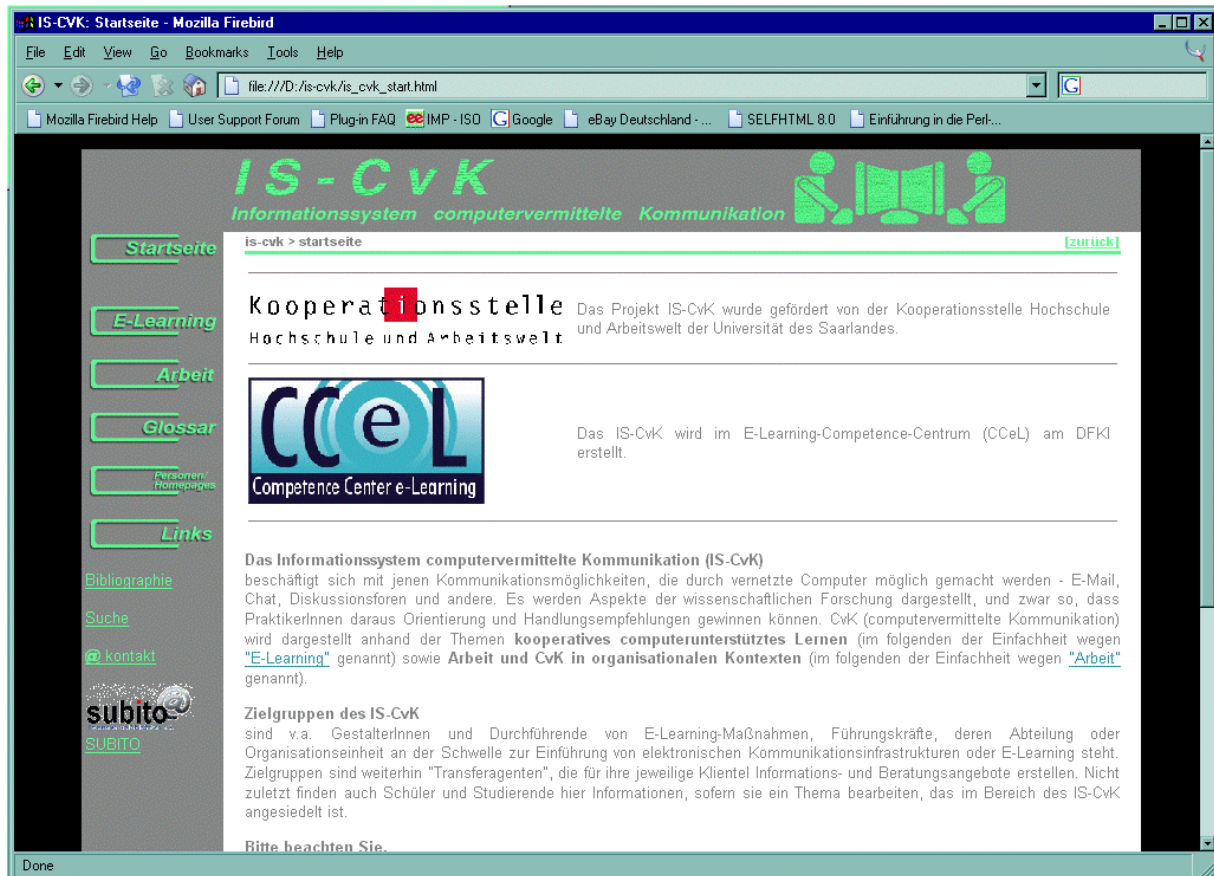 IS-CVK: Startseite - Mozilla Firebird
File Edit View Go Bookmarks Tools Help
file:///D:/is-cvk/is_cvk_start.html G
Mozilla Firebird Help User Support Forum Plug-in FAQ ee IMP - ISO G Google eBay Deutschland - ... SELFHTML 8.0 Einführung in die Perl-...
IS-CvK
Informationssystem computervermittelte Kommunikation
Startseite
E-Learning
Arbeit
Glossar
Personen/
Homepages
Links
Bibliographie
Suche
@ kontakt
subito@
SUBITO
is-cvk > startseite [zurück]
Kooperationsstelle
Hochschule und Arbeitswelt
Das Projekt IS-CvK wurde gefördert von der Kooperationsstelle Hochschule
und Arbeitswelt der Universität des Saarlandes.
CCeL
Competence Center e-Learning
Das IS-CvK wird im E-Learning-Competence-Centrum (CCeL) am DFKI
erstellt.
Das Informationssystem computervermittelte Kommunikation (IS-CvK)
beschäftigt sich mit jenen Kommunikationsmöglichkeiten, die durch vernetzte Computer möglich gemacht werden - E-Mail,
Chat, Diskussionsforen und andere. Es werden Aspekte der wissenschaftlichen Forschung dargestellt, und zwar so, dass
PraktikerInnen daraus Orientierung und Handlungsempfehlungen gewinnen können. CvK (computervermittelte Kommunikation)
wird dargestellt anhand der Themen kooperatives computerunterstütztes Lernen (im folgenden der Einfachheit wegen
"E-Learning" genannt) sowie Arbeit und CvK in organisationalen Kontexten (im folgenden der Einfachheit wegen "Arbeit"
genannt).
Zielgruppen des IS-CvK
sind v.a. GestalterInnen und Durchführende von E-Learning-Maßnahmen, Führungskräfte, deren Abteilung oder
Organisationseinheit an der Schwelle zur Einführung von elektronischen Kommunikationsinfrastrukturen oder E-Learning steht.
Zielgruppen sind weiterhin "Transferagenten", die für ihre jeweilige Klientel Informations- und Beratungsangebote erstellen. Nicht
zuletzt finden auch Schüler und Studierende hier Informationen, sofern sie ein Thema bearbeiten, das im Bereich des IS-CvK
angesiedelt ist.
Bitte beachten Sie,
Done